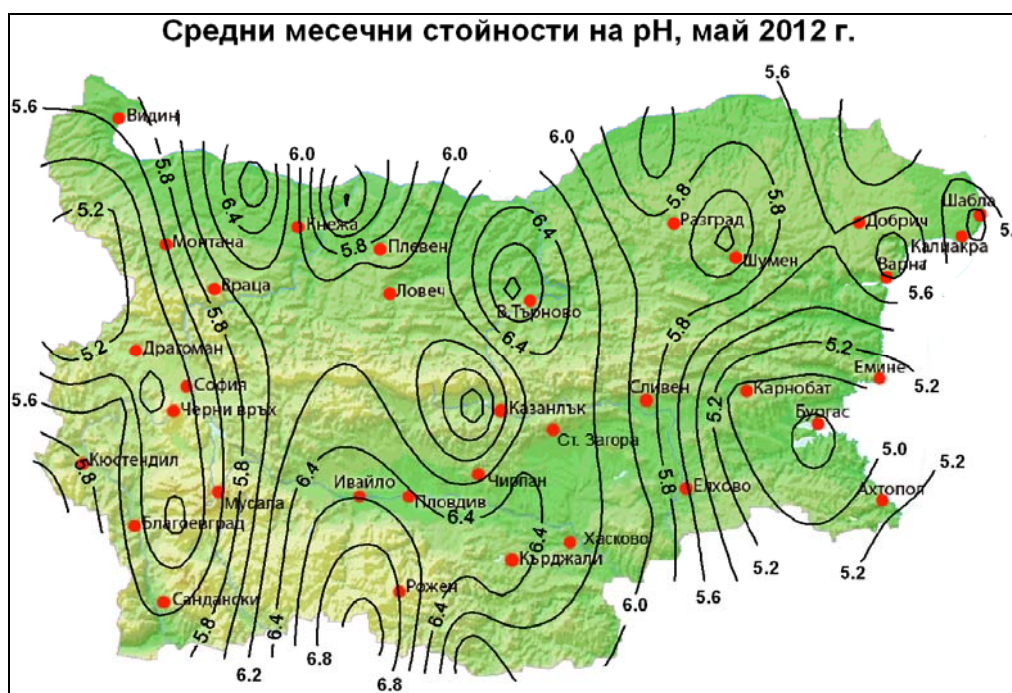 Средни месечни стойности на pH, май 2012 г.
5.6
5.6
Видин
5.8
6.0
6.0
6.0
5.2
6.4
Кнежа
5.8
Плевен
6.4
Разград
5.8
5.8
Добрич
Шабла
5.
Калиакра
Монтана
Шумен
Варна
Враца
Ловеч
В.Търново
5.6
5.8
6.4
5.8
5.2
Драгоман
5.2
Емине
5.2
София
Сливен
Карнобат
5.6
Черни връх
Казанлък
5.2
Бургас
Ст. Загора
5.0
5.2
Кюстендил
5.8
5.8
6.4
Чирпан
5.8
Елхово
Мусала
Ивайло
Пловдив
6.4
Ахтопол
Благоевград
6.4
Хасково
Кърджали
5.2
5.2
Рожен
Сандански
5.8
6.4
6.0
5.6
6.2
6.8
6.8